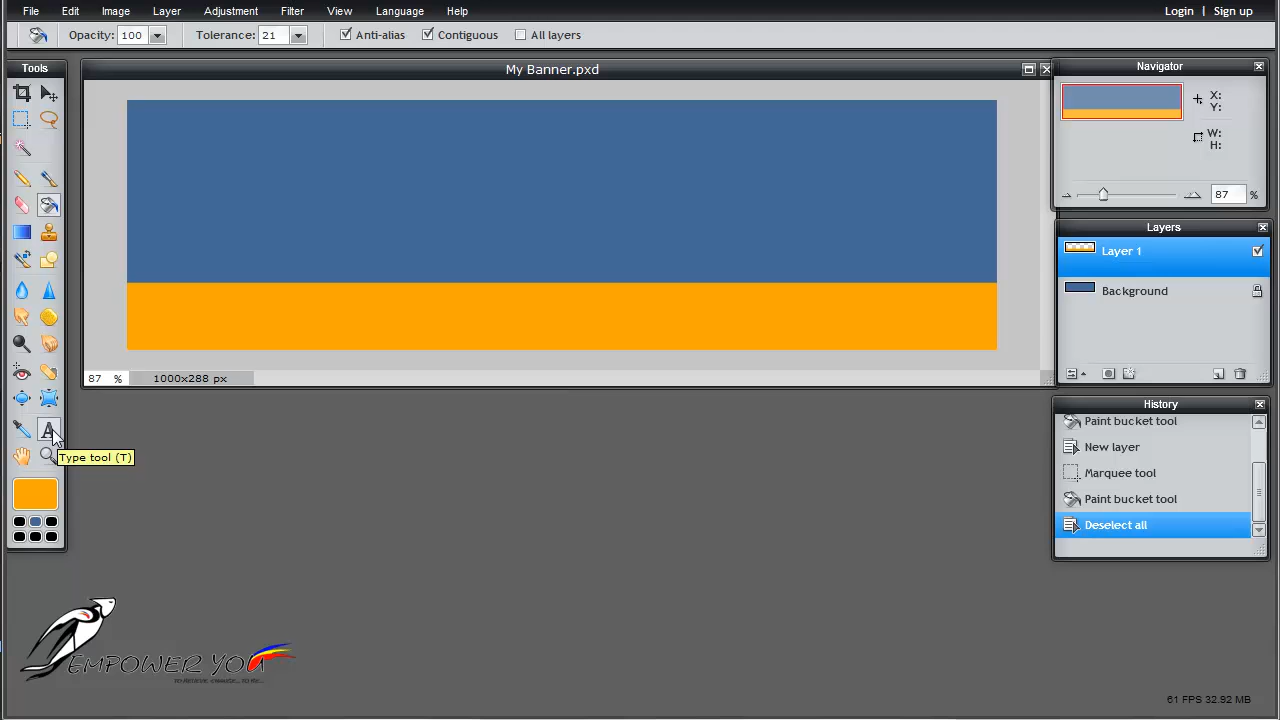 File Edit Image Layer Adjustment Filter View Language Help Login | Sign up
Opacity: 100 Tolerance: 21 Anti-alias Contiguous All layers
Tools
My Banner.pxd
87 % 1000x288 px
Type tool (T)
Navigator
X:
Y:
W:
H:
87 %
Layers
Layer 1
Background
History
Paint bucket tool
New layer
Marquee tool
Paint bucket tool
Deselect all
EMPOWER YOU
61 FPS 32.92 MB